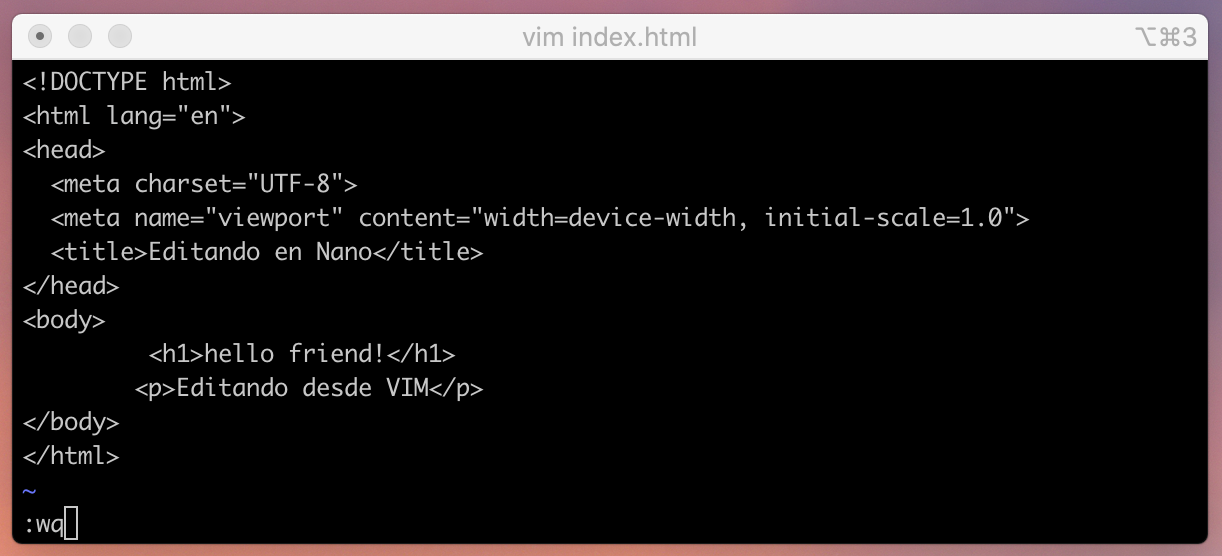 vim index.html
⌥⌘3
<!DOCTYPE html>
<html lang="en">
<head>
  <meta charset="UTF-8">
  <meta name="viewport" content="width=device-width, initial-scale=1.0">
  <title>Editando en Nano</title>
</head>
<body>
         <h1>hello friend!</h1>
        <p>Editando desde VIM</p>
</body>
</html>
~
:wq